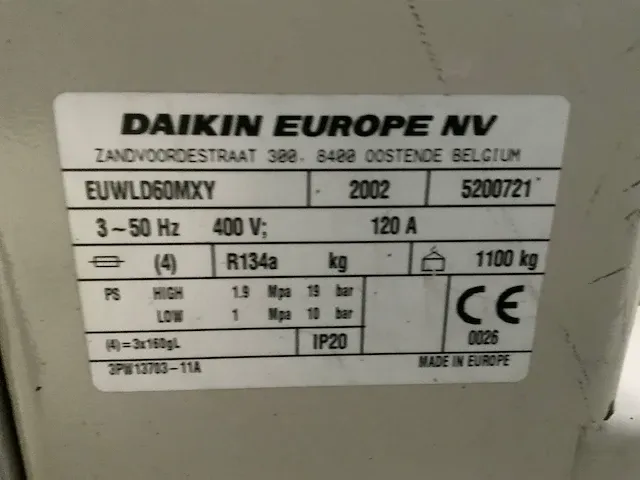 DAIKIN EUROPE NV
ZANDVOORDESTRAAT 300. 8400 OOSTENDE BELGIUM
EUWLD60MXY 2002 5200721
3~50 Hz 400 V; 120 A
(4) R134a kg 1100 kg
PS HIGH 1.9 Mpa 19 bar
LOW 1 Mpa 10 bar
CE
(4)=3x160gL IP20 0026
3PW13703-11A MADE IN EUROPE